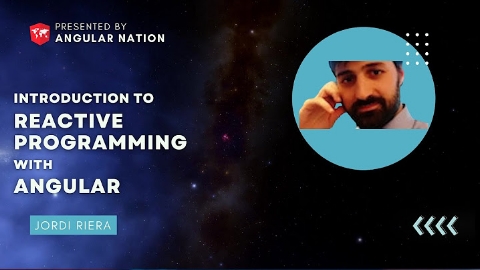 PRESENTED BY
ANGULAR NATION
INTRODUCTION TO
REACTIVE
PROGRAMMING
WITH
ANGULAR
JORDI RIERA